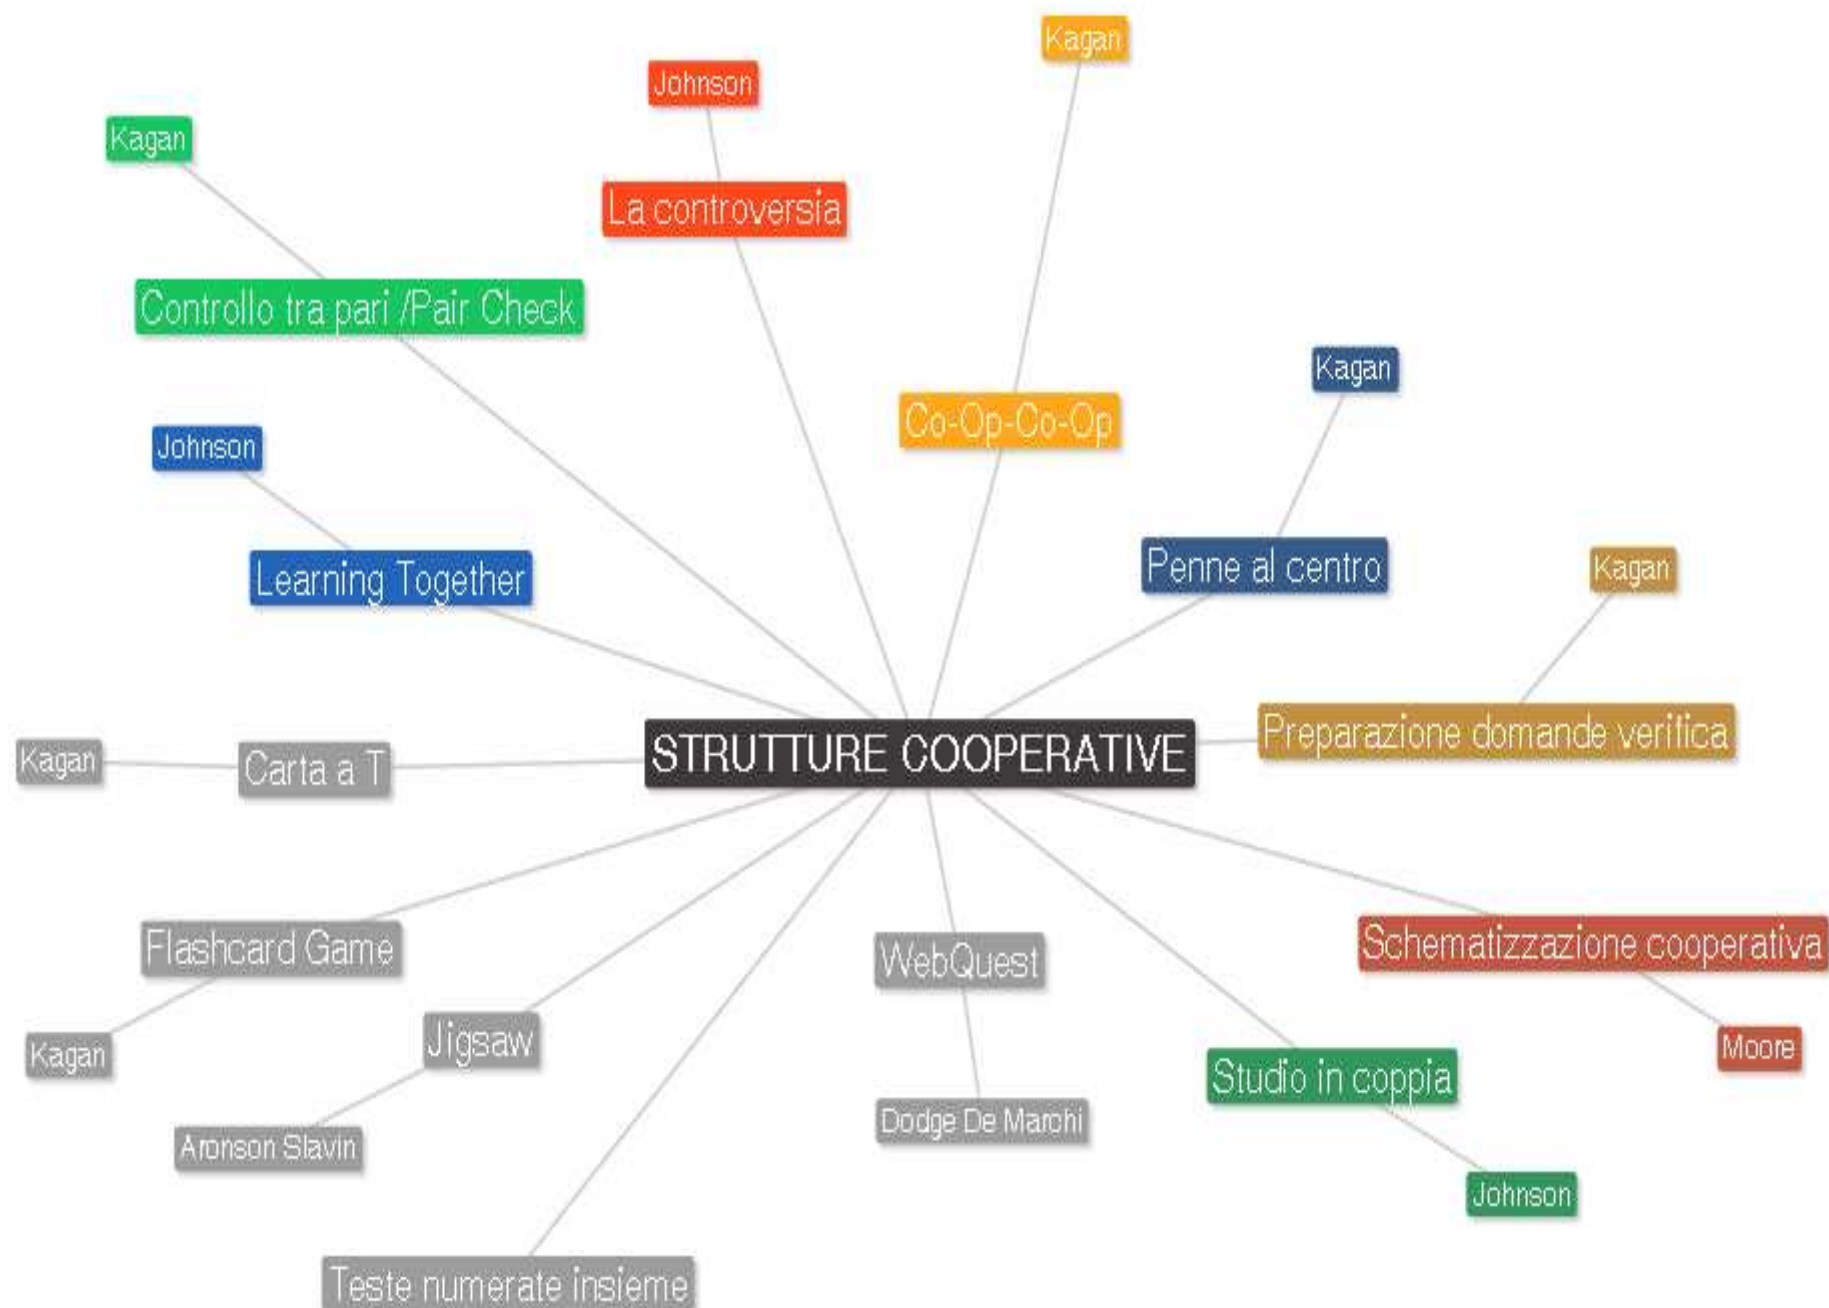 Kagan
Johnson
Kagan
La controversia
Controllo tra pari /Pair Check
Kagan
Co-Op-Co-Op
Johnson
Penne al centro
Kagan
Learning Together
Preparazione domande verifica
STRUTTURE COOPERATIVE
Kagan
Carta a T
Schematizzazione cooperativa
Flashcard Game
WebQuest
Jigsaw
Moore
Kagan
Studio in coppia
Dodge De Marchi
Aronson Slavin
Johnson
Teste numerate insieme